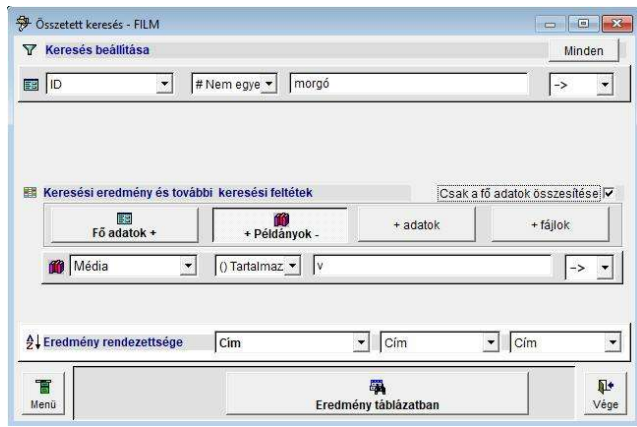 Összetett keresés - FILM
Keresés beállítása Minden
ID # Nem egye morgó ->
Keresési eredmény és további keresési feltétek Csak a fő adatok összesítése
Fő adatok + + Példányok - + adatok + fájlok
Média () Tartalmaz v ->
Eredmény rendezettsége Cím Cím Cím
Menü Eredmény táblázatban Vége